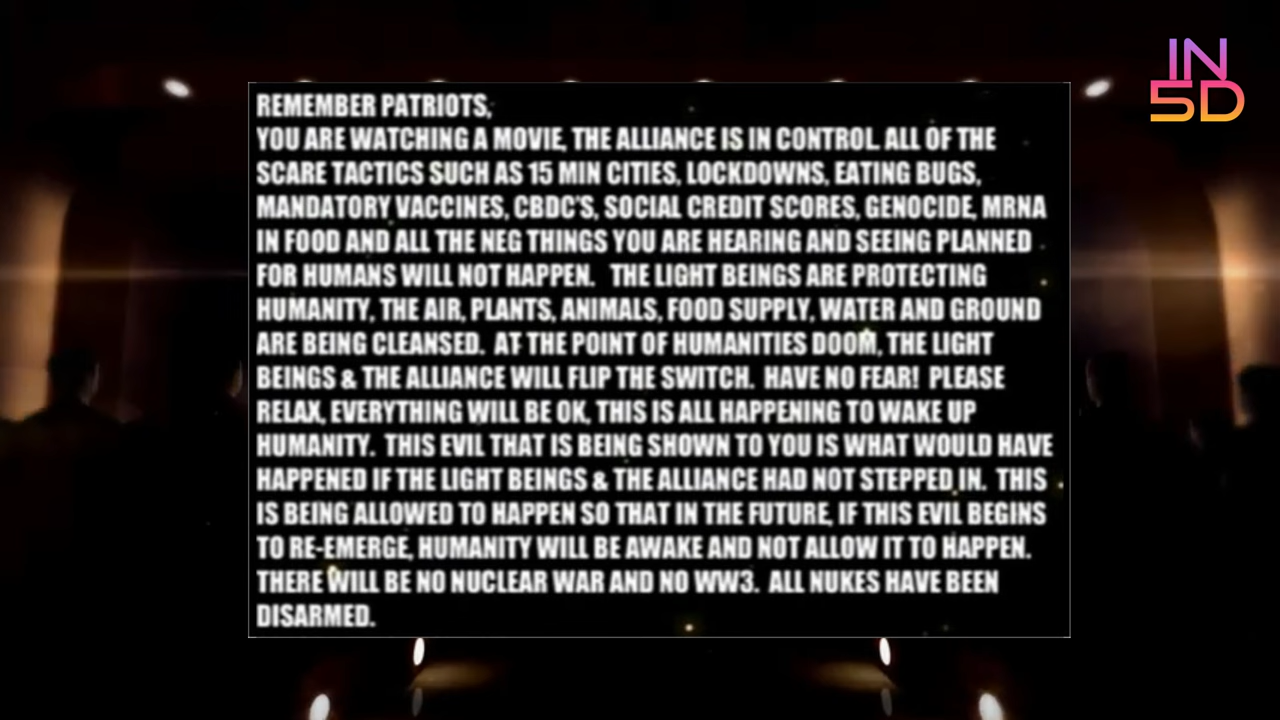 IN
5D
REMEMBER PATRIOTS,
YOU ARE WATCHING A MOVIE, THE ALLIANCE IS IN CONTROL. ALL OF THE
SCARE TACTICS SUCH AS 15 MIN CITIES, LOCKDOWNS, EATING BUGS,
MANDATORY VACCINES, CBDC'S, SOCIAL CREDIT SCORES, GENOCIDE, MRNA
IN FOOD AND ALL THE NEG THINGS YOU ARE HEARING AND SEEING PLANNED
FOR HUMANS WILL NOT HAPPEN. THE LIGHT BEINGS ARE PROTECTING
HUMANITY, THE AIR, PLANTS, ANIMALS, FOOD SUPPLY, WATER AND GROUND
ARE BEING CLEANSED. AT THE POINT OF HUMANITIES DOOM, THE LIGHT
BEINGS & THE ALLIANCE WILL FLIP THE SWITCH. HAVE NO FEAR! PLEASE
RELAX, EVERYTHING WILL BE OK, THIS IS ALL HAPPENING TO WAKE UP
HUMANITY. THIS EVIL THAT IS BEING SHOWN TO YOU IS WHAT WOULD HAVE
HAPPENED IF THE LIGHT BEINGS & THE ALLIANCE HAD NOT STEPPED IN. THIS
IS BEING ALLOWED TO HAPPEN SO THAT IN THE FUTURE, IF THIS EVIL BEGINS
TO RE-EMERGE, HUMANITY WILL BE AWAKE AND NOT ALLOW IT TO HAPPEN.
THERE WILL BE NO NUCLEAR WAR AND NO WW3. ALL NUKES HAVE BEEN
DISARMED.